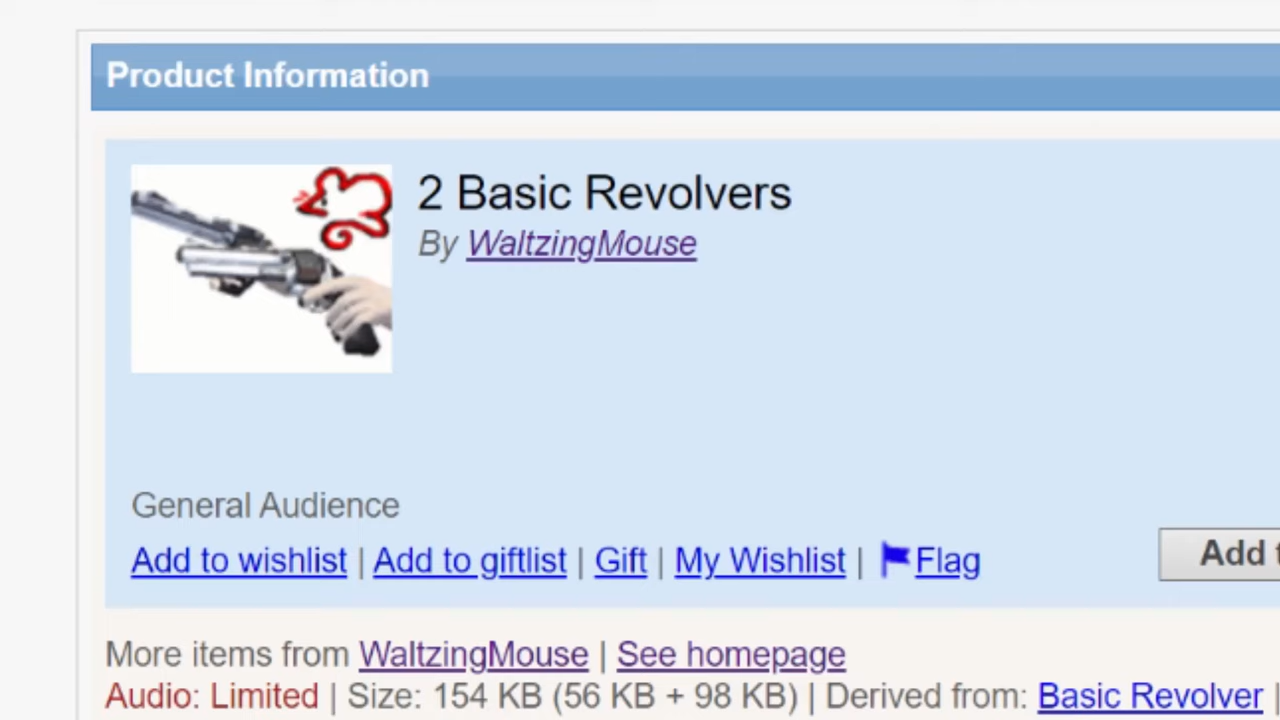 Product Information
2 Basic Revolvers
By WaltzingMouse
General Audience
Add to wishlist | Add to giftlist | Gift | My Wishlist | Flag
Add
More items from WaltzingMouse | See homepage
Audio: Limited | Size: 154 KB (56 KB + 98 KB) | Derived from: Basic Revolver |